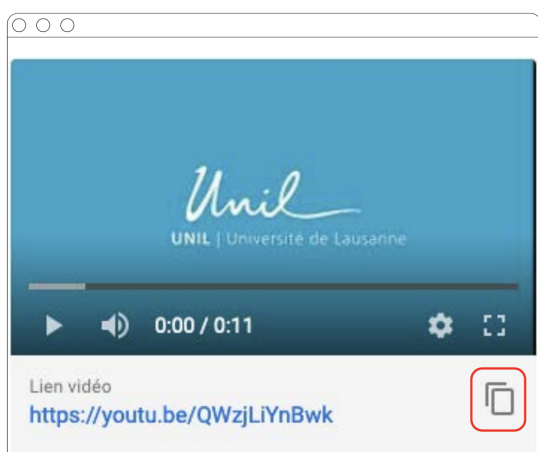 Unil
UNIL | Université de Lausanne
0:00 / 0:11
Lien vidéo
https://youtu.be/QWzjLiYnBwk